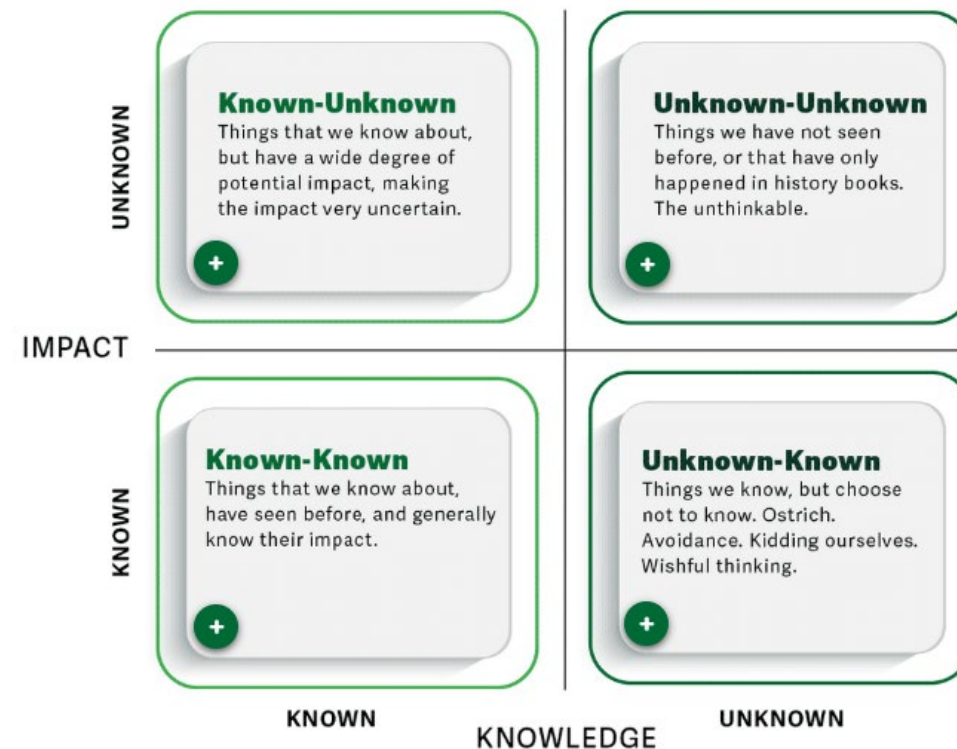 UNKNOWN
Known-Unknown
Things that we know about,
but have a wide degree of
potential impact, making
the impact very uncertain.
+
Unknown-Unknown
Things we have not seen
before, or that have only
happened in history books.
The unthinkable.
+
IMPACT
KNOWN
Known-Known
Things that we know about,
have seen before, and generally
know their impact.
+
Unknown-Known
Things we know, but choose
not to know. Ostrich.
Avoidance. Kidding ourselves.
Wishful thinking.
+
KNOWN
UNKNOWN
KNOWLEDGE